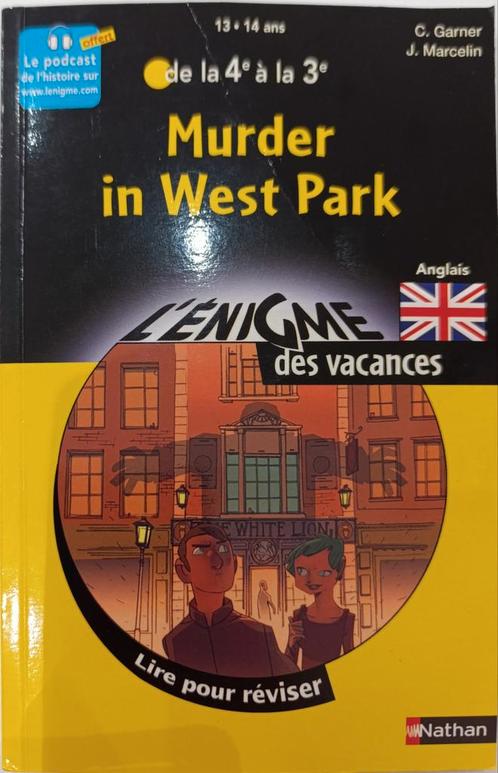 offert
Le podcast
de l'histoire sur
www.lenigme.com
13 • 14 ans
C. Garner
J. Marcelin
de la 4e à la 3e
Murder
in West Park
Anglais
L'ÉNIGME
des vacances
THE WHITE LION
Lire pour réviser
Nathan